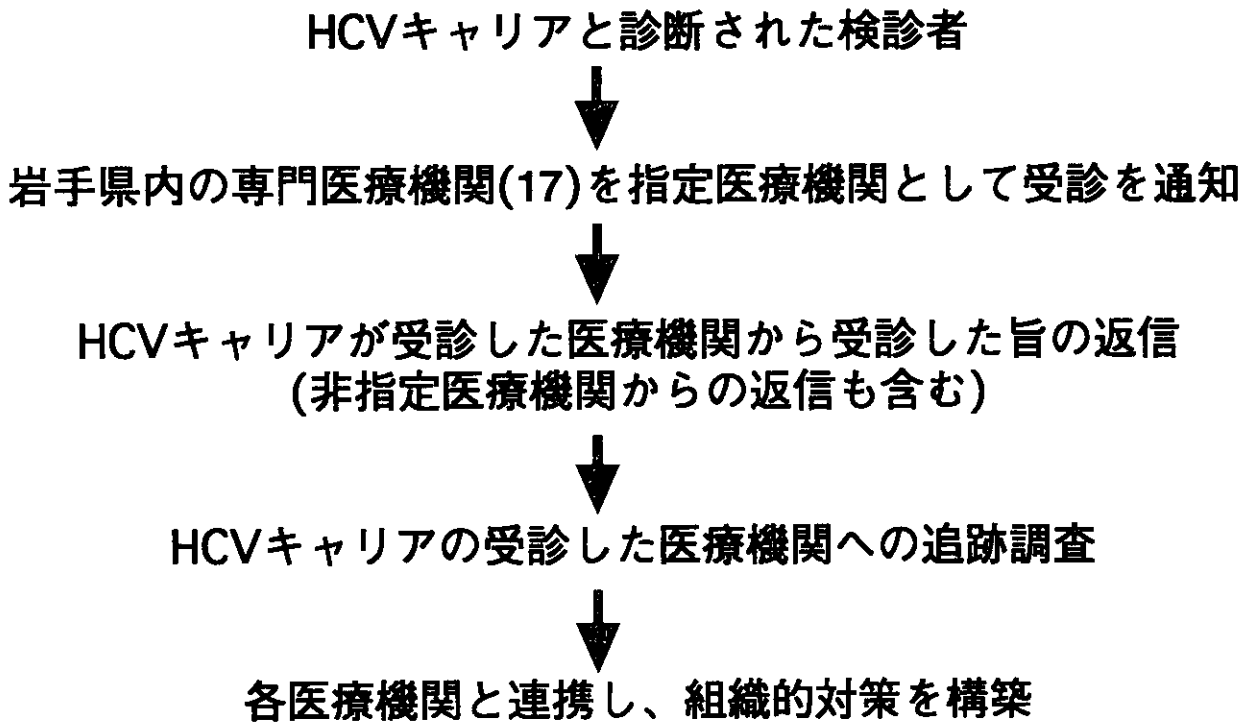 HCVキャリアと診断された検診者
岩手県内の専門医療機関(17)を指定医療機関として受診を通知
HCVキャリアが受診した医療機関から受診した旨の返信
(非指定医療機関からの返信も含む)
HCVキャリアの受診した医療機関への追跡調査
各医療機関と連携し、組織的対策を構築